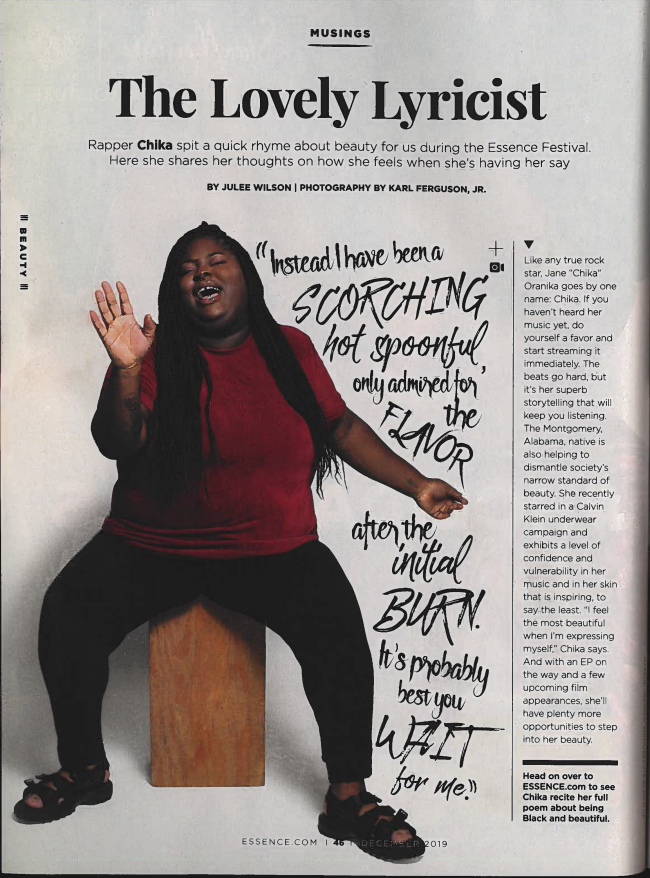 MUSINGS
The Lovely Lyricist
Rapper Chika spit a quick rhyme about beauty for us during the Essence Festival.
Here she shares her thoughts on how she feels when she's having her say
BY JULEE WILSON | PHOTOGRAPHY BY KARL FERGUSON, JR.
BEAUTY
“Instead I have been a
SCORCHING
hot spoonful,
only admired for
the
FLAVOR
after the
initial
BURN.
It's probably
best you
WAIT
for me.”
Like any true rock
star, Jane “Chika”
Oranika goes by one
name: Chika. If you
haven't heard her
music yet, do
yourself a favor and
start streaming it
immediately. The
beats go hard, but
it's her superb
storytelling that will
keep you listening.
The Montgomery,
Alabama, native is
also helping to
dismantle society's
narrow standard of
beauty. She recently
starred in a Calvin
Klein underwear
campaign and
exhibits a level of
confidence and
vulnerability in her
music and in her skin
that is inspiring, to
say the least. “I feel
the most beautiful
when I'm expressing
myself,” Chika says.
And with an EP on
the way and a few
upcoming film
appearances, she'll
have plenty more
opportunities to step
into her beauty.
Head on over to
ESSENCE.com to see
Chika recite her full
poem about being
Black and beautiful.
ESSENCE.COM | 46 | DECEMBER 2019